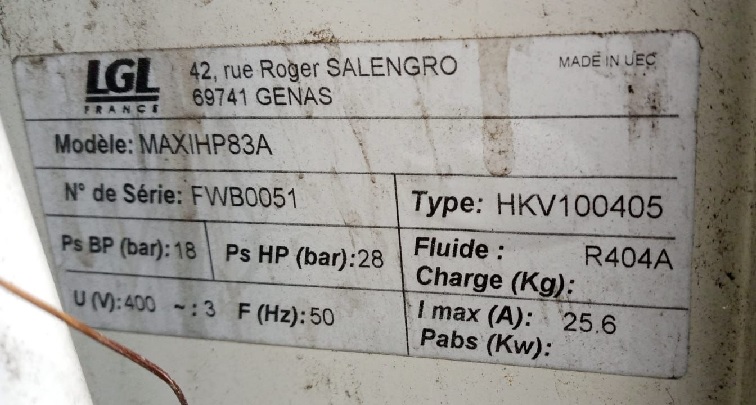 LGL
FRANCE
42, rue Roger SALENGRO
69741 GENAS
MADE IN UEC
Modèle: MAXIHP83A
N° de Série: FWB0051
Type: HKV100405
Ps BP (bar): 18
Ps HP (bar): 28
Fluide : R404A
Charge (Kg):
U (V): 400 ~: 3 F (Hz): 50
I max (A): 25.6
Pabs (Kw):